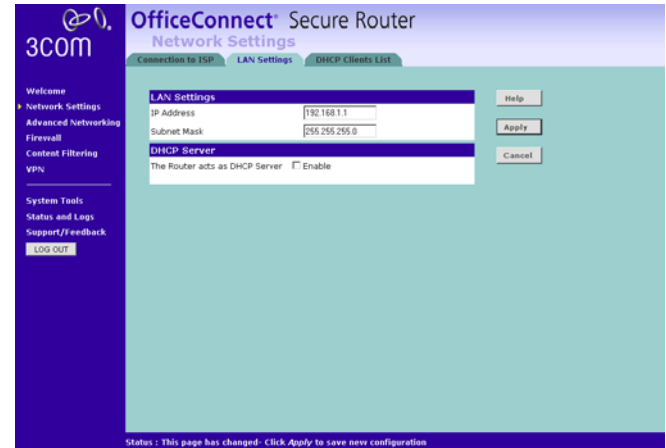 3COM
OfficeConnect® Secure Router
Network Settings
Connection to ISP
LAN Settings
DHCP Clients List
Welcome
Network Settings
Advanced Networking
Firewall
Content Filtering
VPN
System Tools
Status and Logs
Support/Feedback
LOG OUT
LAN Settings
IP Address 192.168.1.1
Subnet Mask 255.255.255.0
DHCP Server
The Router acts as DHCP Server Enable
Help
Apply
Cancel
Status : This page has changed- Click Apply to save new configuration